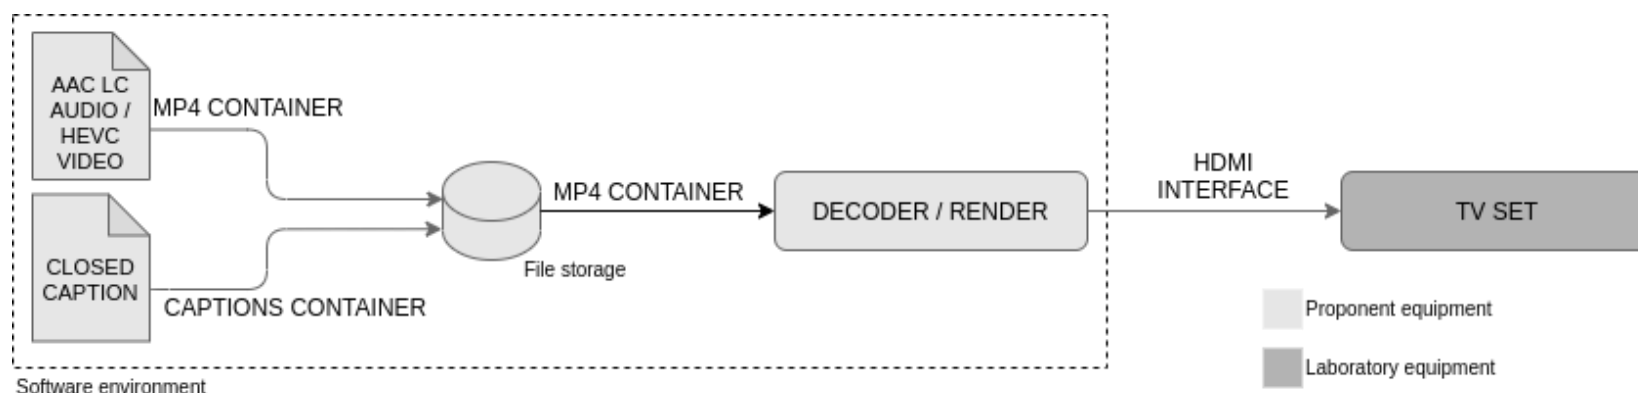 AAC LC
AUDIO /
HEVC
VIDEO
MP4 CONTAINER
CLOSED
CAPTION
CAPTIONS CONTAINER
File storage
MP4 CONTAINER
DECODER / RENDER
HDMI
INTERFACE
TV SET
Proponent equipment
Laboratory equipment
Software environment